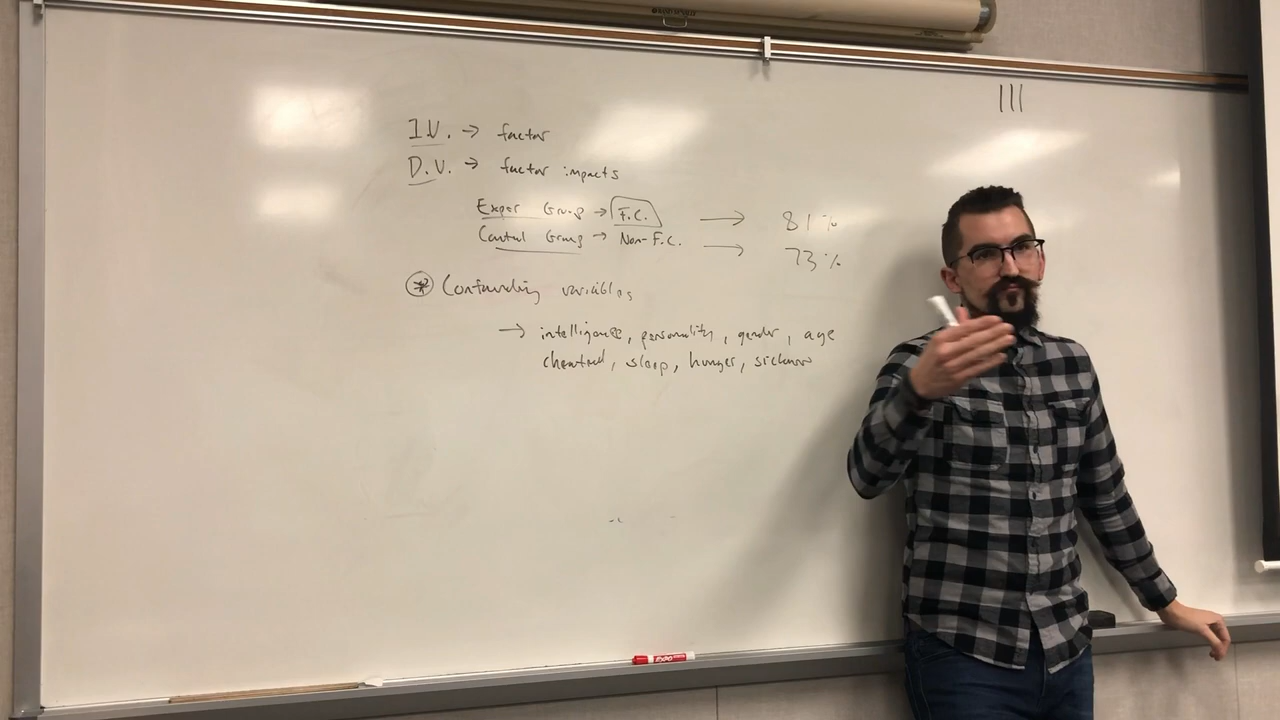 |||
I.V. → factor
D.V. → factor impacts
Exper Group → F.C. → 81%
Control Group → Non-F.C. → 73%
* Confounding variables
→ intelligence, personality, gender, age
sleep, hunger, sickness
EXPO